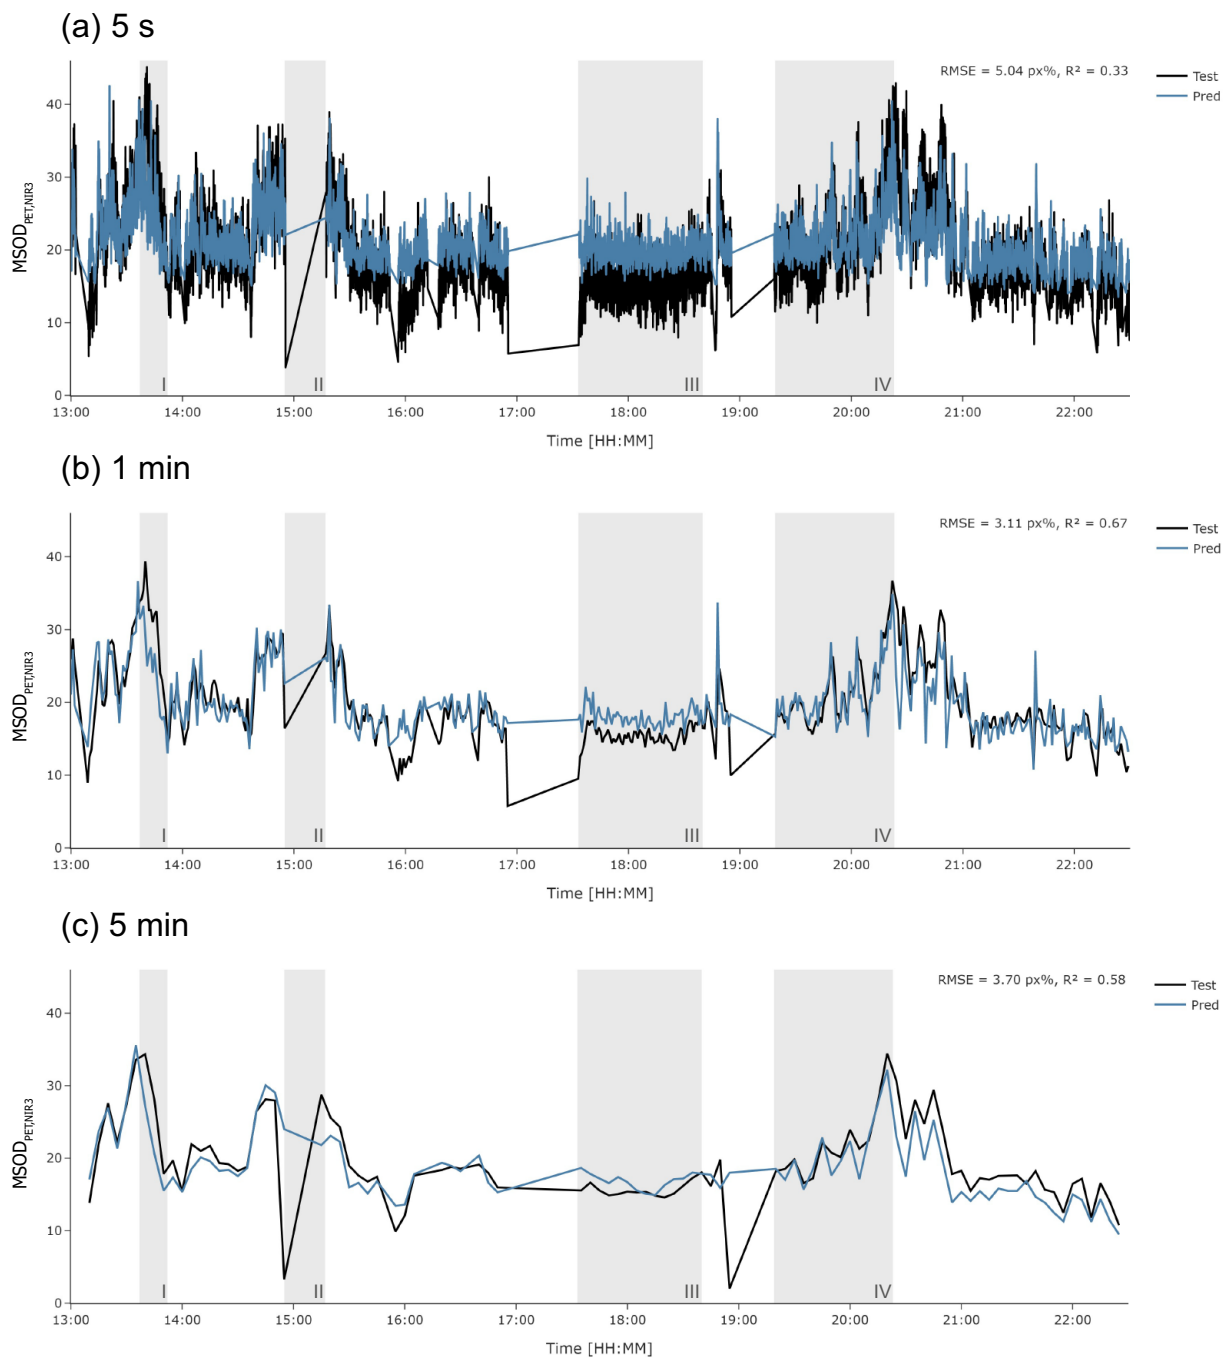 (a) 5 s
RMSE = 5.04 px%, R² = 0.33
Test
Pred
MSOD_PET,NIR3
40
30
20
10
0
I
II
III
IV
13:00 14:00 15:00 16:00 17:00 18:00 19:00 20:00 21:00 22:00
Time [HH:MM]
(b) 1 min
RMSE = 3.11 px%, R² = 0.67
Test
Pred
MSOD_PET,NIR3
40
30
20
10
0
I
II
III
IV
13:00 14:00 15:00 16:00 17:00 18:00 19:00 20:00 21:00 22:00
Time [HH:MM]
(c) 5 min
RMSE = 3.70 px%, R² = 0.58
Test
Pred
MSOD_PET,NIR3
40
30
20
10
0
I
II
III
IV
13:00 14:00 15:00 16:00 17:00 18:00 19:00 20:00 21:00 22:00
Time [HH:MM]